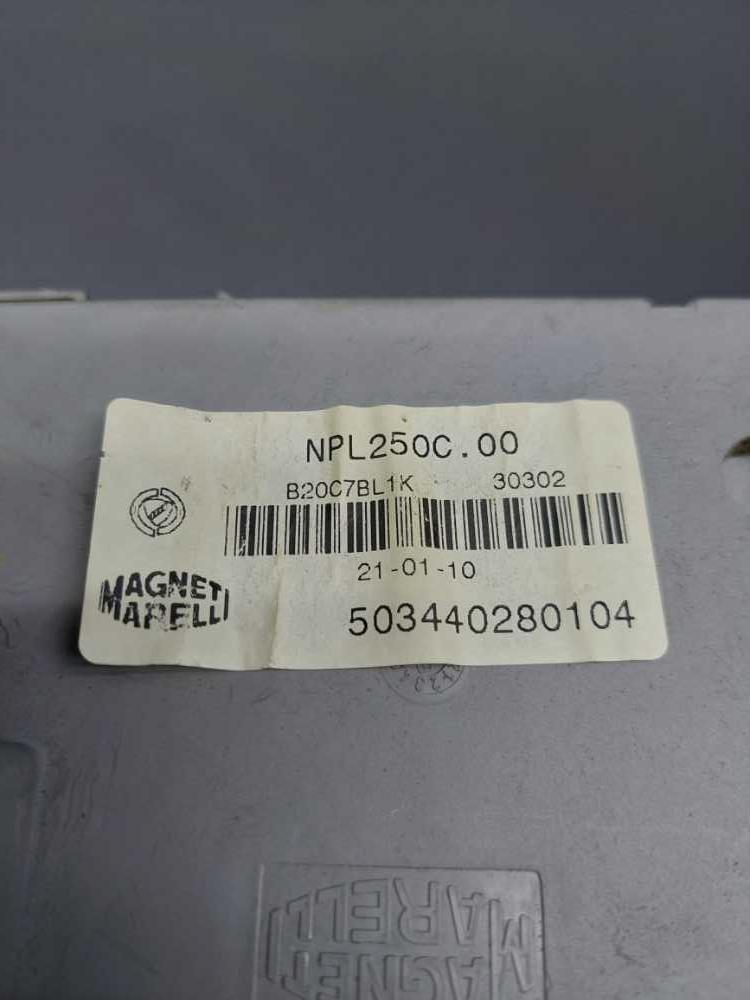 NPL250C.00
B20C7BL1K 30302
21-01-10
MAGNETI
MARELLI
503440280104
MAGNETI
MARELLI